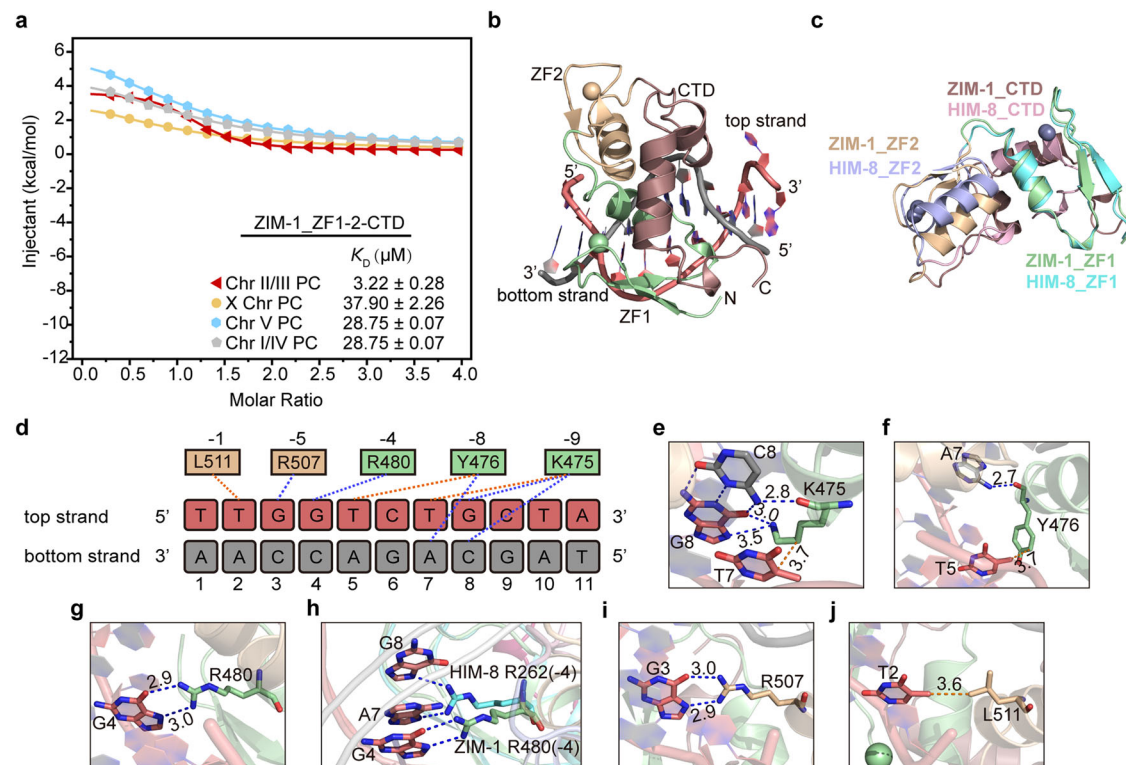 a
6
4
2
0
-2
-4
-6
-8
-10
-12
Injectant (kcal/mol)
0.0 0.5 1.0 1.5 2.0 2.5 3.0 3.5 4.0
Molar Ratio
ZIM-1_ZF1-2-CTD
KD (μM)
Chr II/III PC 3.22 ± 0.28
X Chr PC 37.90 ± 2.26
Chr V PC 28.75 ± 0.07
Chr I/IV PC 28.75 ± 0.07
b
ZF2
CTD
top strand
5'
3'
5'
3'
bottom strand
ZF1
N
C
c
ZIM-1_CTD
HIM-8_CTD
ZIM-1_ZF2
HIM-8_ZF2
ZIM-1_ZF1
HIM-8_ZF1
d
-1 -5 -4 -8 -9
L511 R507 R480 Y476 K475
top strand 5' T T G G T C T G C T A 3'
bottom strand 3' A A C C A G A C G A T 5'
1 2 3 4 5 6 7 8 9 10 11
e
C8
2.8
K475
3.0
3.5
G8
3.7
T7
f
A7
2.7
Y476
T5
3.7
g
2.9
R480
G4
3.0
h
G8
HIM-8 R262(-4)
A7
G4
ZIM-1 R480(-4)
i
G3
3.0
R507
2.9
j
T2
3.6
L511